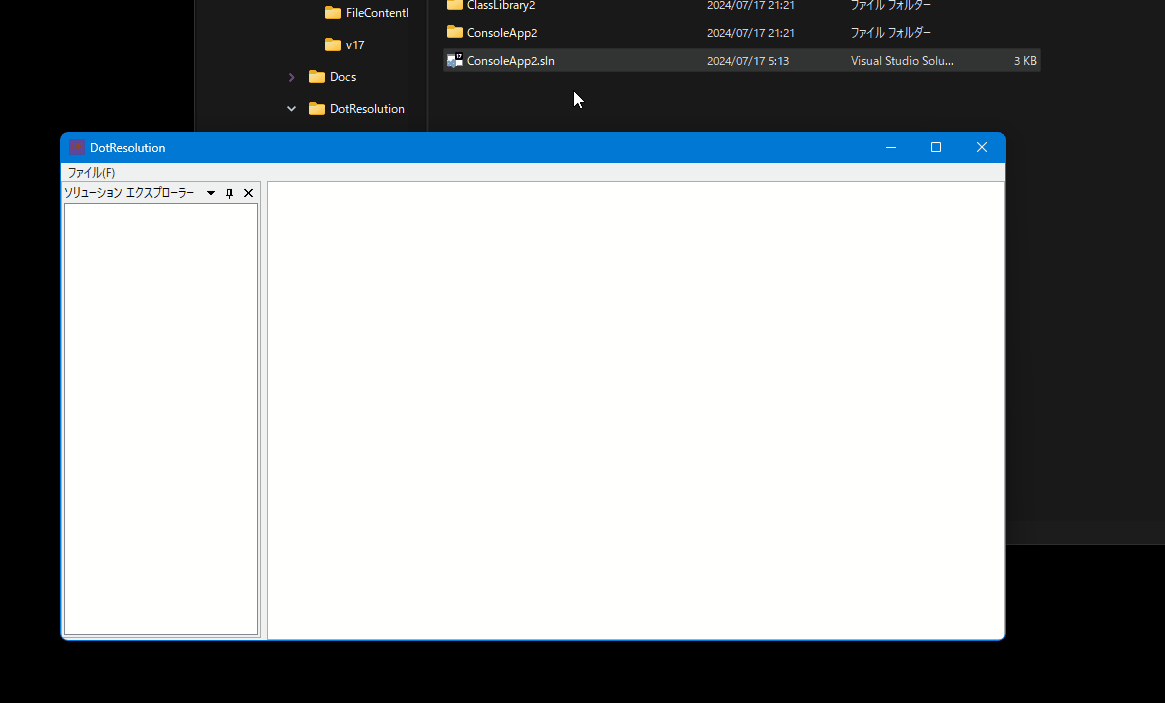 FileContentI
v17
Docs
DotResolution
ClassLibrary2 2024/07/17 21:21 ファイル フォルダー
ConsoleApp2 2024/07/17 21:21 ファイル フォルダー
ConsoleApp2.sln 2024/07/17 5:13 Visual Studio Solu... 3 KB
DotResolution
ファイル(F)
ソリューション エクスプローラー